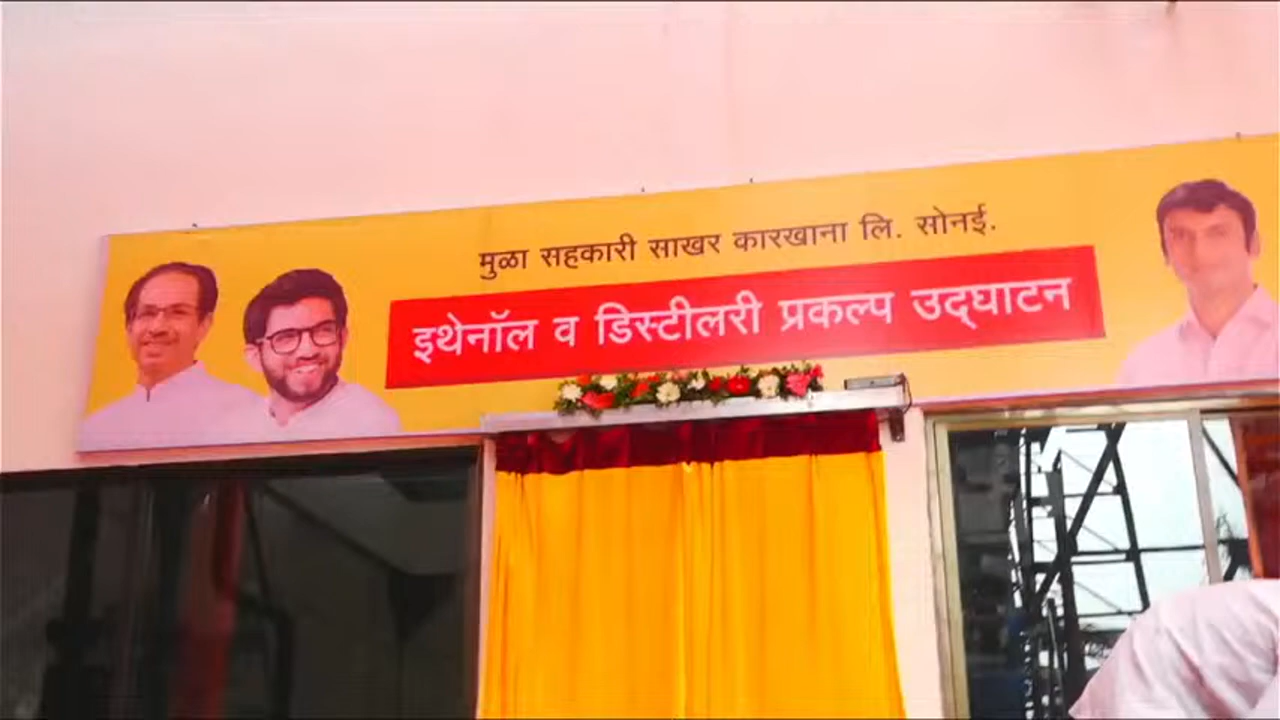 मुळा सहकारी साखर कारखाना लि. सोनई.
इथेनॉल व डिस्टीलरी प्रकल्प उद्‌घाटन